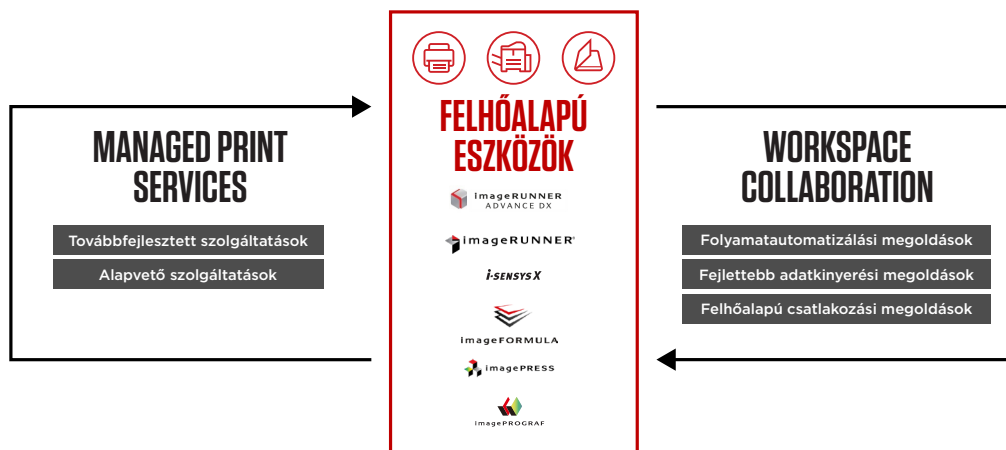 MANAGED PRINT
SERVICES
Továbbfejlesztett szolgáltatások
Alapvető szolgáltatások
FELHŐALAPÚ
ESZKÖZÖK
imageRUNNER
ADVANCE DX
imageRUNNER
i-SENSYS X
imageFORMULA
imagePRESS
imagePROGRAF
WORKSPACE
COLLABORATION
Folyamatautomatizálási megoldások
Fejlettebb adatkinyerési megoldások
Felhőalapú csatlakozási megoldások